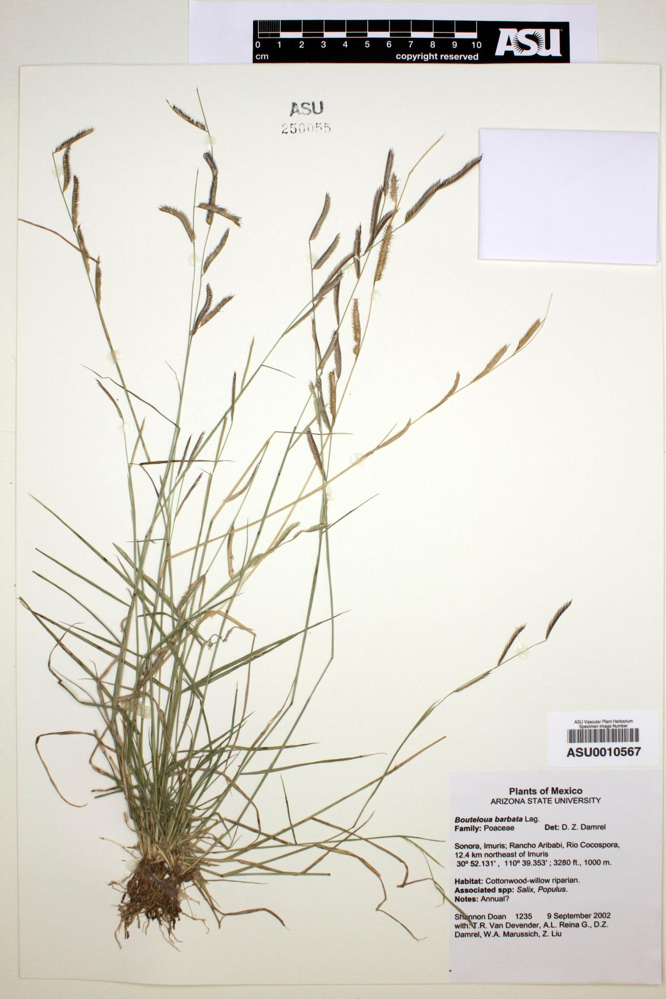 0 1 2 3 4 5 6 7 8 9 10
cm
copyright reserved
ASU
ASU
250055
ASU Vascular Plant Herbarium
Specimen Image Number
ASU0010567
Plants of Mexico
ARIZONA STATE UNIVERSITY
Bouteloua barbata Lag.
Family: Poaceae Det: D. Z. Damrel
Sonora, Imuris; Rancho Aribabi, Rio Cocospora,
12.4 km northeast of Imuris
30º 52.131' , 110º 39.353' ; 3280 ft., 1000 m.
Habitat: Cottonwood-willow riparian.
Associated spp: Salix, Populus.
Notes: Annual?
Shannon Doan 1235 9 September 2002
with: T.R. Van Devender, A.L. Reina G., D.Z.
Damrel, W.A. Marussich, Z. Liu